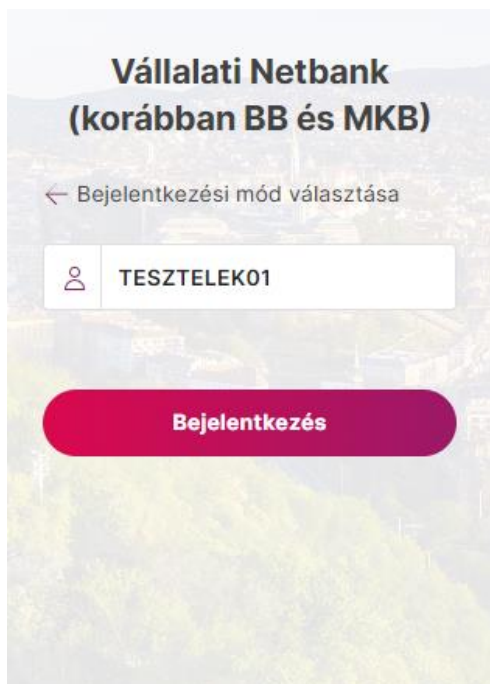 Vállalati Netbank
(korábban BB és MKB)
← Bejelentkezési mód választása
TESZTELEK01
Bejelentkezés